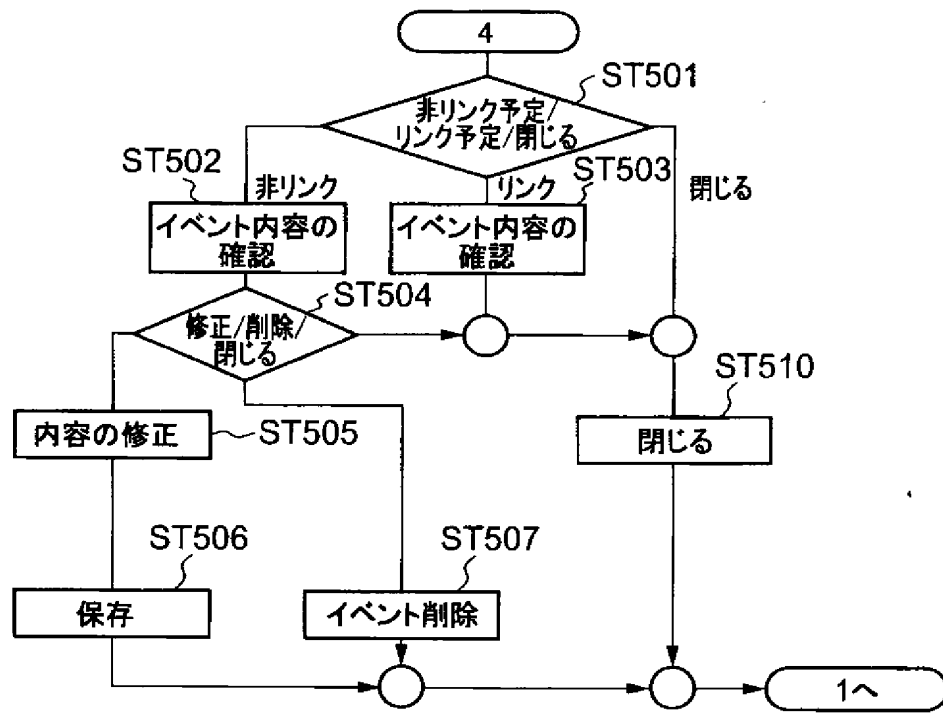 4
ST501
非リンク予定/
リンク予定/閉じる
ST502
非リンク
リンク
ST503
閉じる
イベント内容の
確認
イベント内容の
確認
ST504
修正/削除/
閉じる
ST510
内容の修正
ST505
閉じる
ST506
ST507
保存
イベント削除
1へ